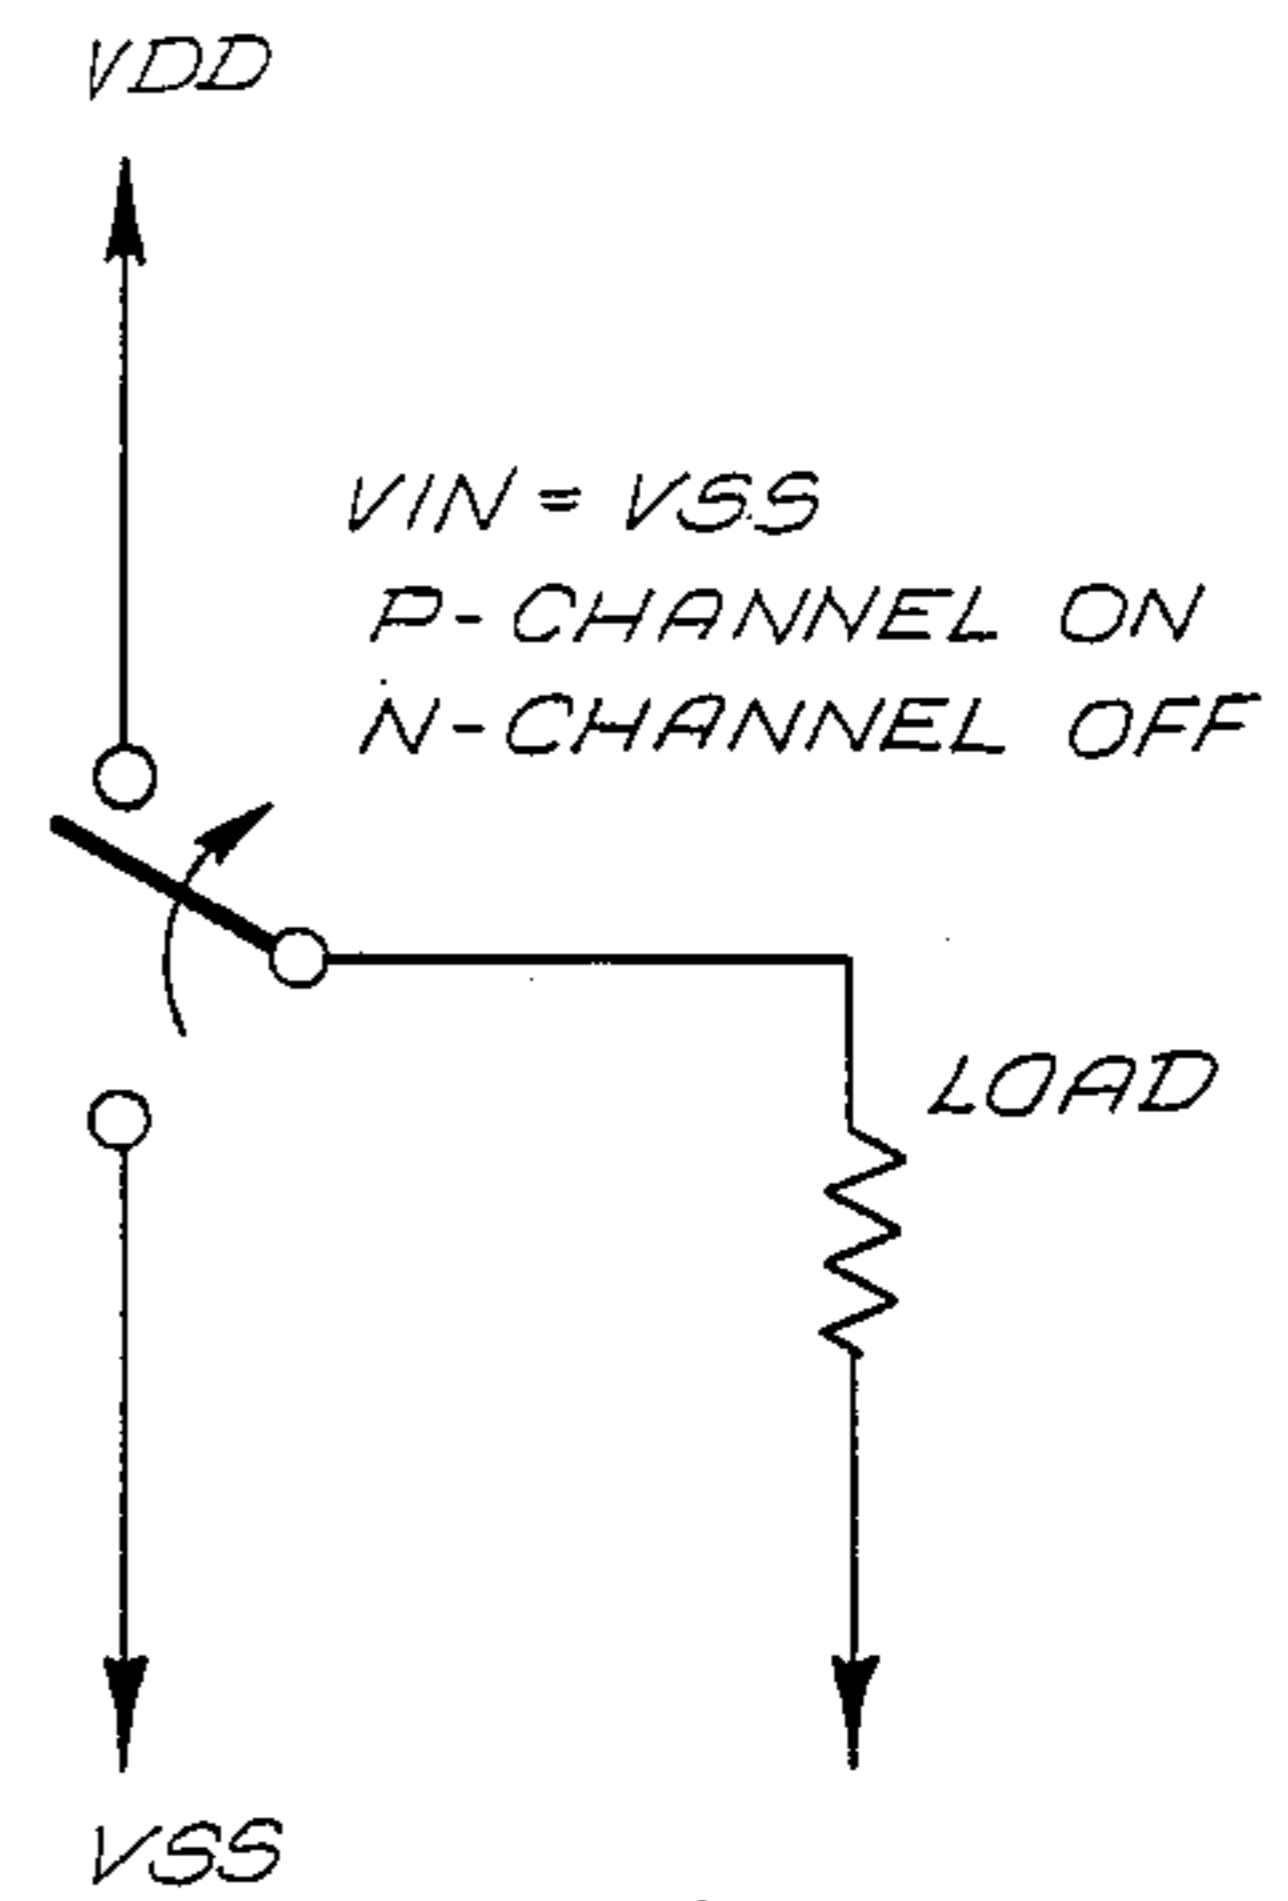 VDD
VIN = VSS
P-CHANNEL ON
N-CHANNEL OFF
LOAD
VSS